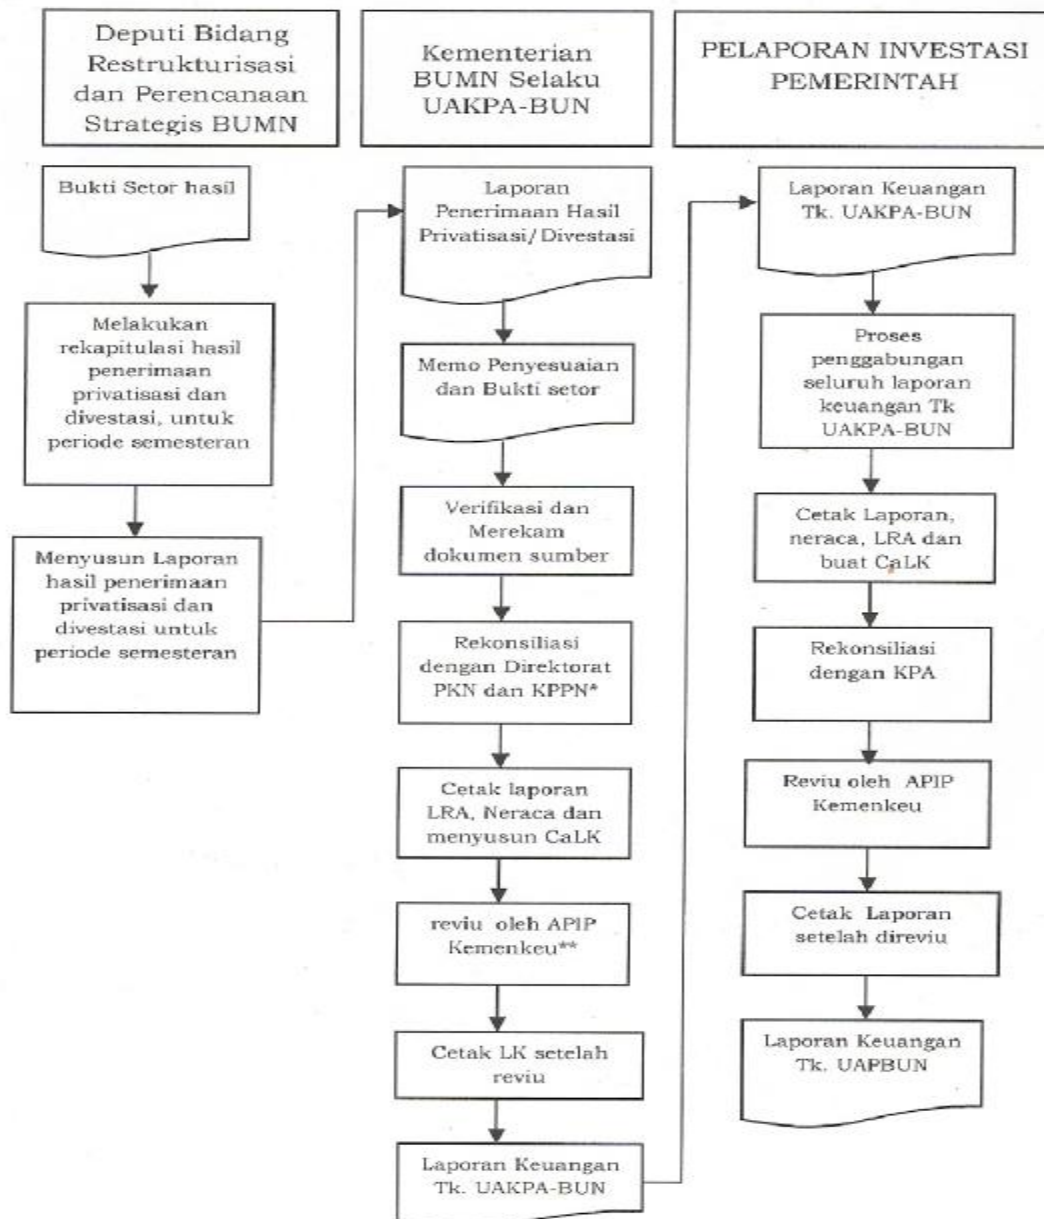 Deputi Bidang
Restrukturisasi
dan Perencanaan
Strategis BUMN
Kementerian
BUMN Selaku
UAKPA-BUN
PELAPORAN INVESTASI
PEMERINTAH
Bukti Setor hasil
Melakukan
rekapitulasi hasil
penerimaan
privatisasi dan
divestasi, untuk
periode semesteran
Menyusun Laporan
hasil penerimaan
privatisasi dan
divestasi untuk
periode semesteran
Laporan
Penerimaan Hasil
Privatisasi/Divestasi
Memo Penyesuaian
dan Bukti setor
Verifikasi dan
Merekam
dokumen sumber
Rekonsiliasi
dengan Direktorat
PKN dan KPPN*
Cetak laporan
LRA, Neraca dan
menyusun CaLK
reviu oleh APIP
Kemenkeu**
Cetak LK setelah
reviu
Laporan Keuangan
Tk. UAKPA-BUN
Laporan Keuangan
Tk. UAKPA-BUN
Proses
penggabungan
seluruh laporan
keuangan Tk
UAKPA-BUN
Cetak Laporan,
neraca, LRA dan
buat CaLK
Rekonsiliasi
dengan KPA
Reviu oleh APIP
Kemenkeu
Cetak Laporan
setelah direviu
Laporan Keuangan
Tk. UAPBUN